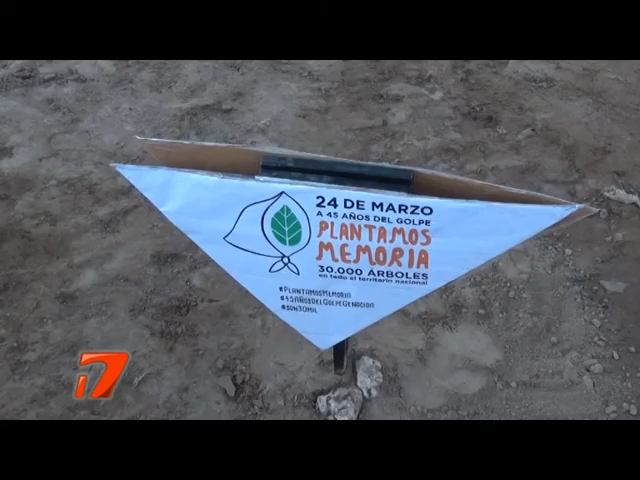 24 DE MARZO
A 45 AÑOS DEL GOLPE
PLANTAMOS
MEMORIA
30.000 ÁRBOLES
en todo el territorio nacional
#PLANTAMOSMEMORIA
#45AÑOSDELGOLPEGENOCIDA
#SON30MIL
7